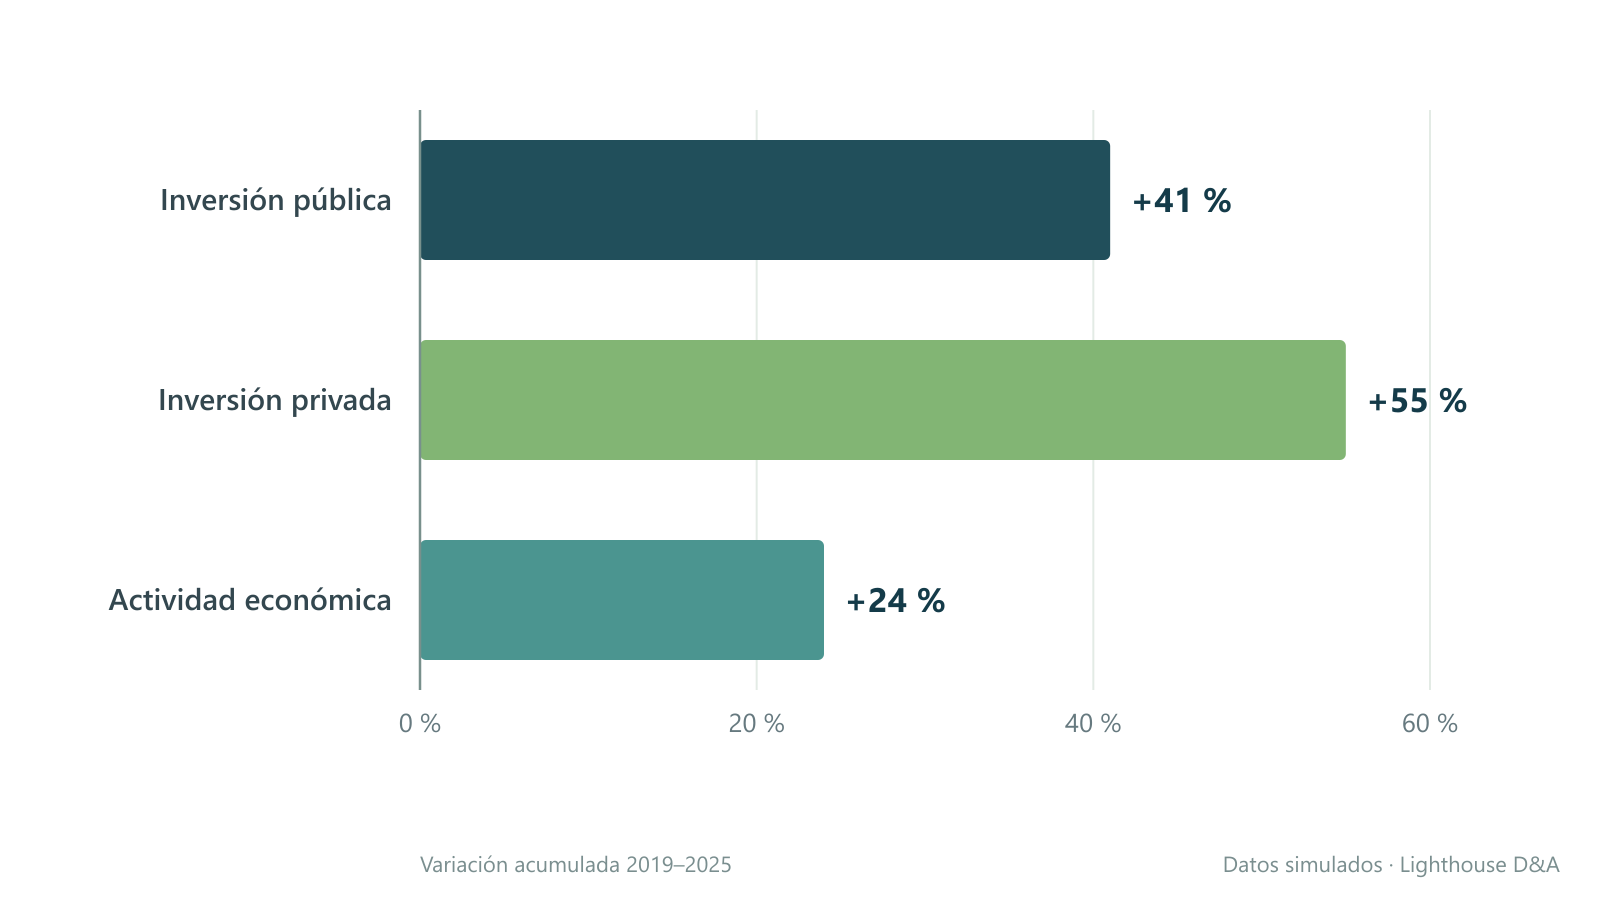 Inversión pública +41 %
Inversión privada +55 %
Actividad económica +24 %
0 % 20 % 40 % 60 %
Variación acumulada 2019–2025 Datos simulados · Lighthouse D&A